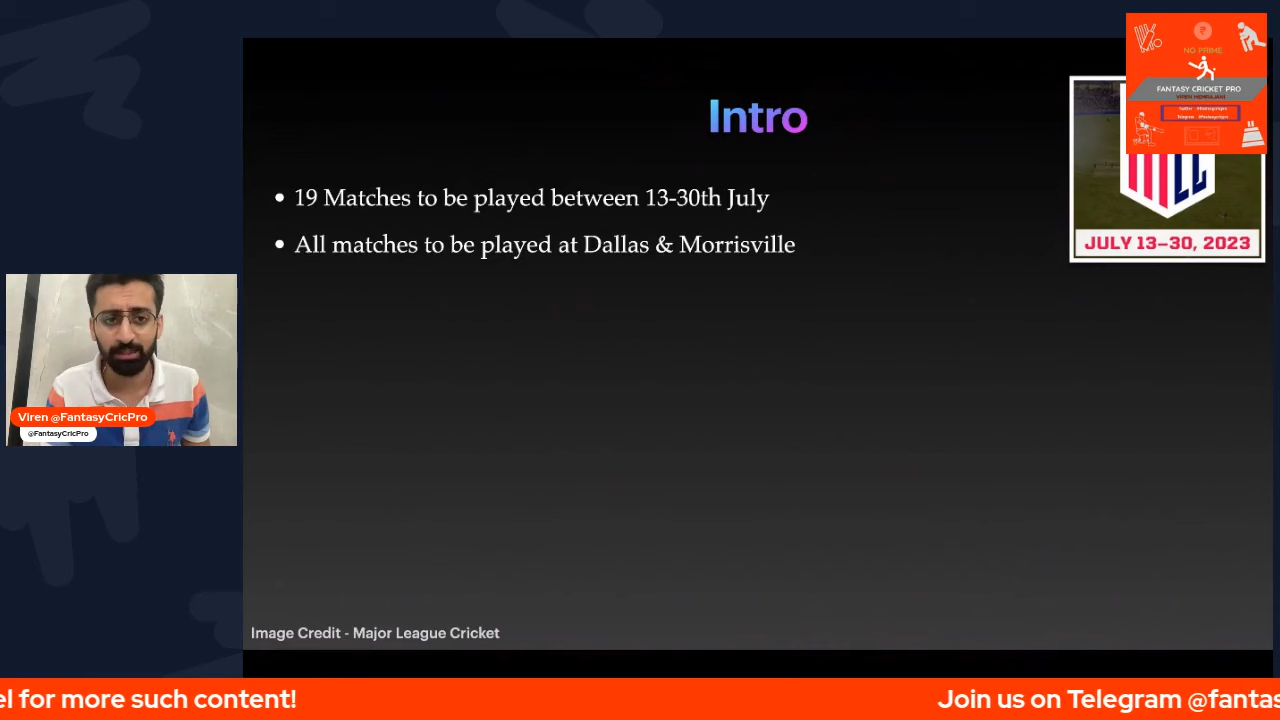 NO PRIME
FANTASY CRICKET PRO
VIREN HEMRAJANI
Intro
19 Matches to be played between 13-30th July
All matches to be played at Dallas & Morrisville
JULY 13–30, 2023
Viren @FantasyCricPro
@FantasyCricPro
Image Credit - Major League Cricket
el for more such content!
Join us on Telegram @fantas